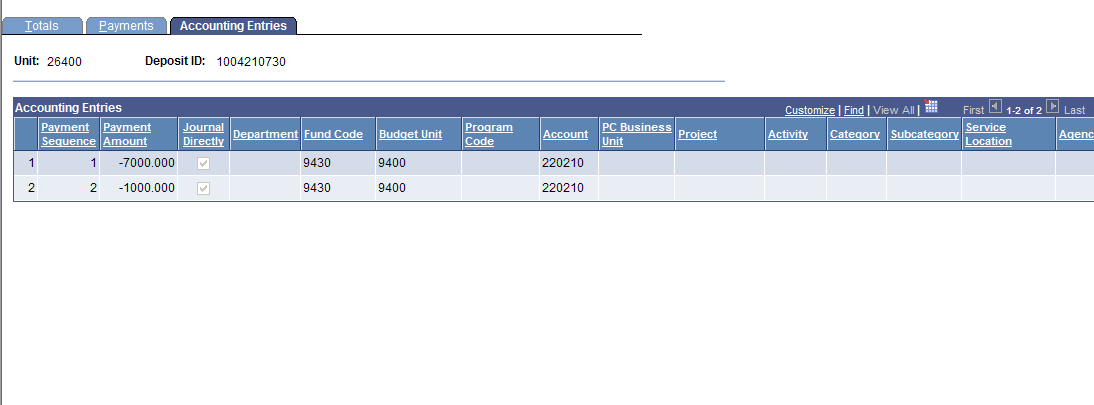 Totals Payments Accounting Entries
Unit: 26400 Deposit ID: 1004210730
Accounting Entries Customize | Find | View All | First 1-2 of 2 Last
Payment Sequence Payment Amount Journal Directly Department Fund Code Budget Unit Program Code Account PC Business Unit Project Activity Category Subcategory Service Location Agenc
1 1 -7000.000 9430 9400 220210
2 2 -1000.000 9430 9400 220210